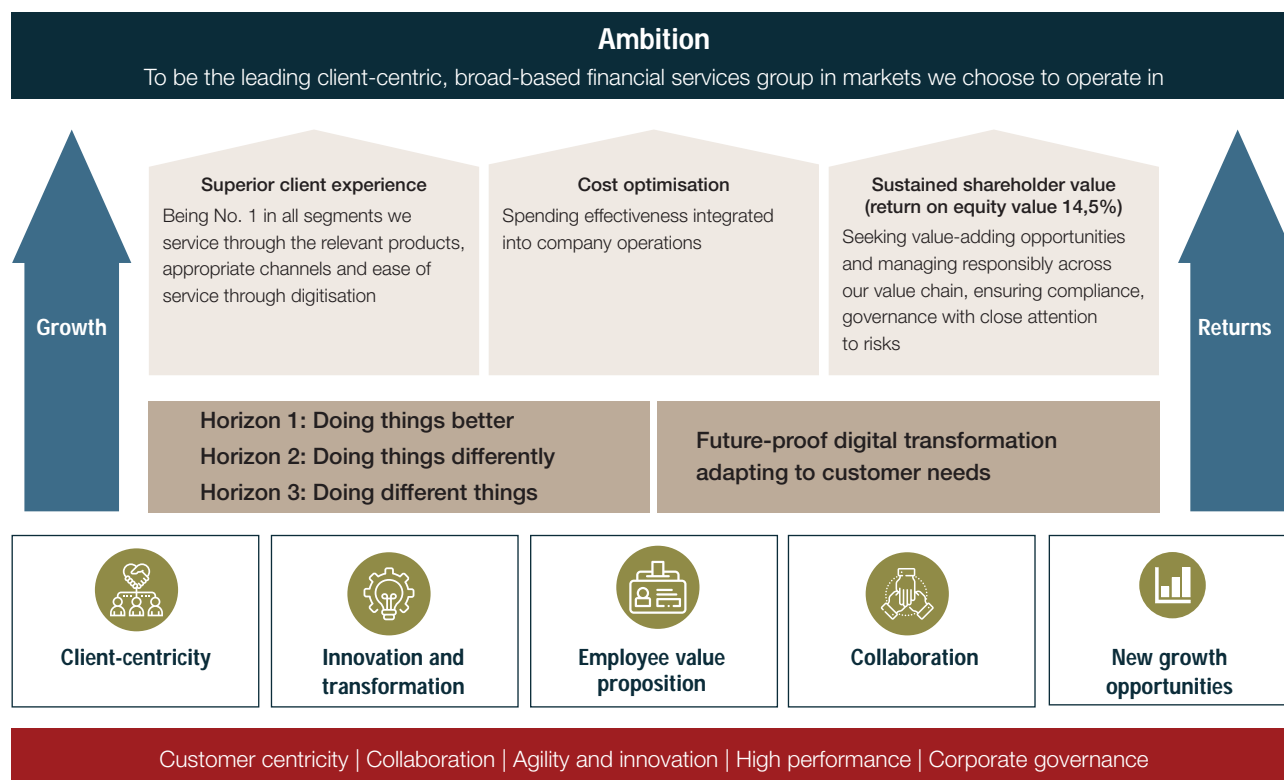 Ambition
To be the leading client-centric, broad-based financial services group in markets we choose to operate in
Growth
Superior client experience
Being No. 1 in all segments we
service through the relevant products,
appropriate channels and ease of
service through digitisation
Cost optimisation
Spending effectiveness integrated
into company operations
Sustained shareholder value
(return on equity value 14,5%)
Seeking value-adding opportunities
and managing responsibly across
our value chain, ensuring compliance,
governance with close attention
to risks
Returns
Horizon 1: Doing things better
Horizon 2: Doing things differently
Horizon 3: Doing different things
Future-proof digital transformation
adapting to customer needs
Client-centricity
Innovation and
transformation
Employee value
proposition
Collaboration
New growth
opportunities
Customer centricity | Collaboration | Agility and innovation | High performance | Corporate governance